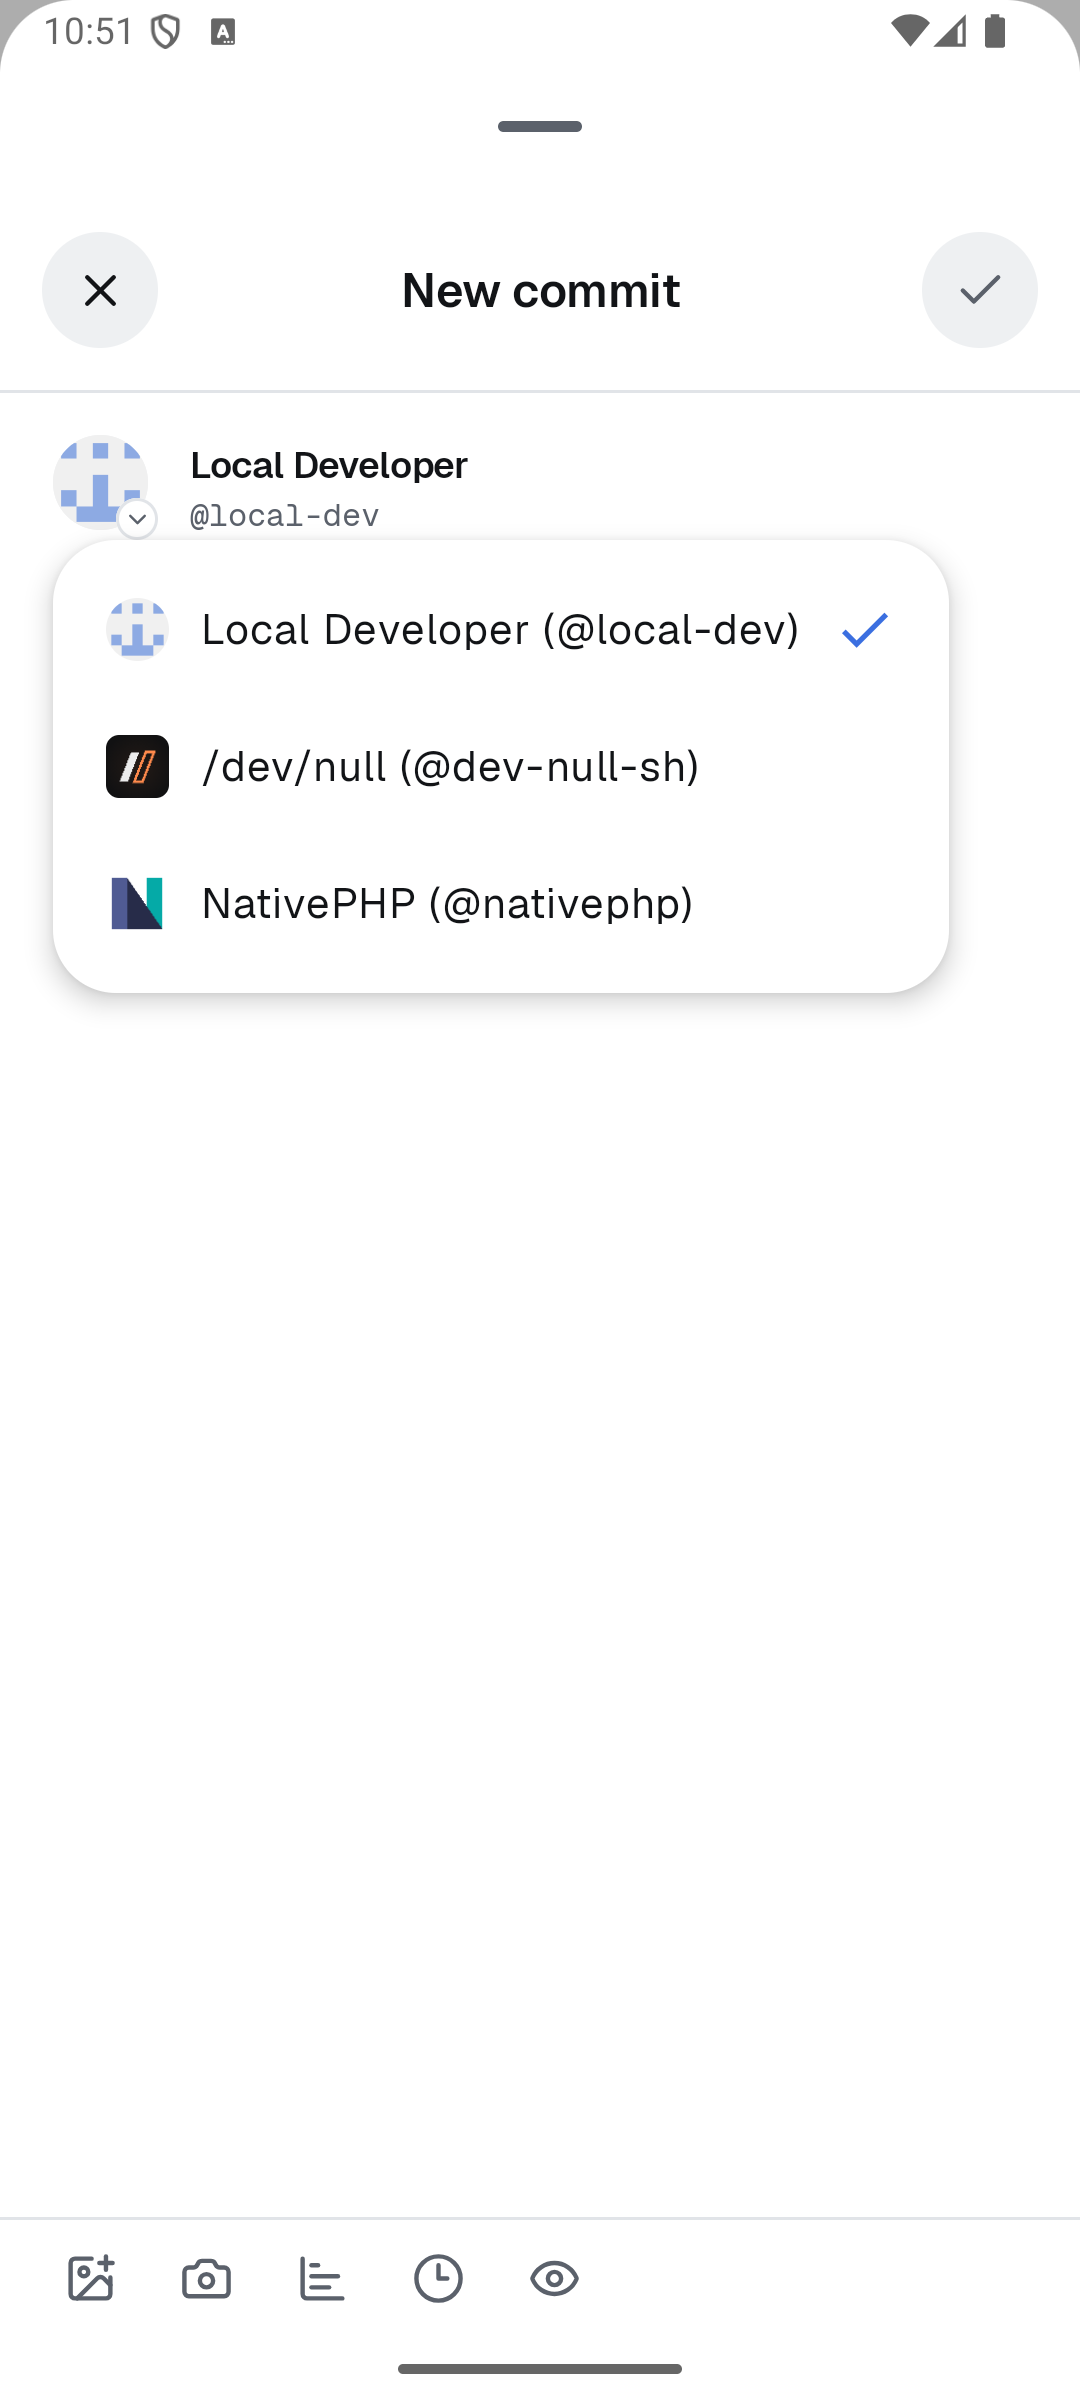 10:51
New commit
Local Developer
@local-dev
Local Developer (@local-dev)
/dev/null (@dev-null-sh)
NativePHP (@nativephp)